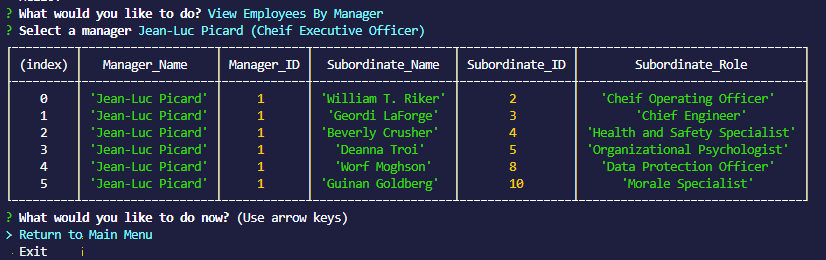 ? What would you like to do? View Employees By Manager
? Select a manager Jean-Luc Picard (Cheif Executive Officer)
(index) Manager_Name Manager_ID Subordinate_Name Subordinate_ID Subordinate_Role
0 'Jean-Luc Picard' 1 'William T. Riker' 2 'Cheif Operating Officer'
1 'Jean-Luc Picard' 1 'Geordi LaForge' 3 'Chief Engineer'
2 'Jean-Luc Picard' 1 'Beverly Crusher' 4 'Health and Safety Specialist'
3 'Jean-Luc Picard' 1 'Deanna Troi' 5 'Organizational Psychologist'
4 'Jean-Luc Picard' 1 'Worf Moghson' 8 'Data Protection Officer'
5 'Jean-Luc Picard' 1 'Guinan Goldberg' 10 'Morale Specialist'
? What would you like to do now? (Use arrow keys)
> Return to Main Menu
Exit